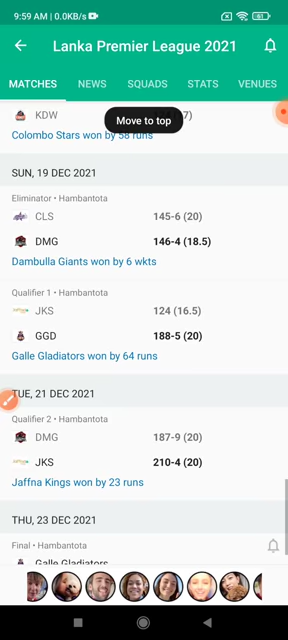 9:59 AM | 0.0KB/s
61
Lanka Premier League 2021
MATCHES NEWS SQUADS STATS VENUES
KDW 7)
Move to top
Colombo Stars won by 58 runs
SUN, 19 DEC 2021
Eliminator • Hambantota
CLS 145-6 (20)
DMG 146-4 (18.5)
Dambulla Giants won by 6 wkts
Qualifier 1 • Hambantota
JKS 124 (16.5)
GGD 188-5 (20)
Galle Gladiators won by 64 runs
TUE, 21 DEC 2021
Qualifier 2 • Hambantota
DMG 187-9 (20)
JKS 210-4 (20)
Jaffna Kings won by 23 runs
THU, 23 DEC 2021
Final • Hambantota
Galle Gladiators